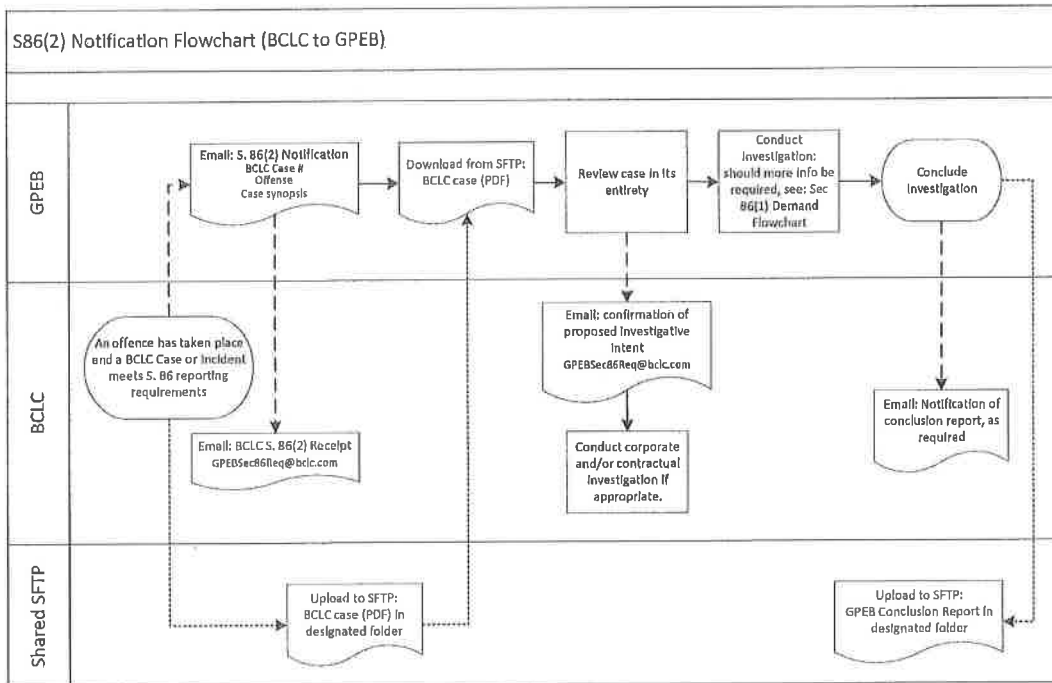 S86(2) Notification Flowchart (BCLC to GPEB)
GPEB
Email: S. 86(2) Notification
BCLC Case #
Offense
Case synopsis
Download from SFTP:
BCLC case (PDF)
Review case in its
entirety
Conduct
Investigation:
should more info be
required, see: Sec
86(1) Demand
Flowchart
Conclude
Investigation
BCLC
An offence has taken place
and a BCLC Case or Incident
meets S. 86 reporting
requirements
Email: BCLC S. 86(2) Receipt
GPEBSec86Req@bclc.com
Email: confirmation of
proposed investigative
intent
GPEBSec86Req@bclc.com
Conduct corporate
and/or contractual
investigation if
appropriate.
Email: Notification of
conclusion report, as
required
Shared SFTP
Upload to SFTP:
BCLC case (PDF) in
designated folder
Upload to SFTP:
GPEB Conclusion Report in
designated folder